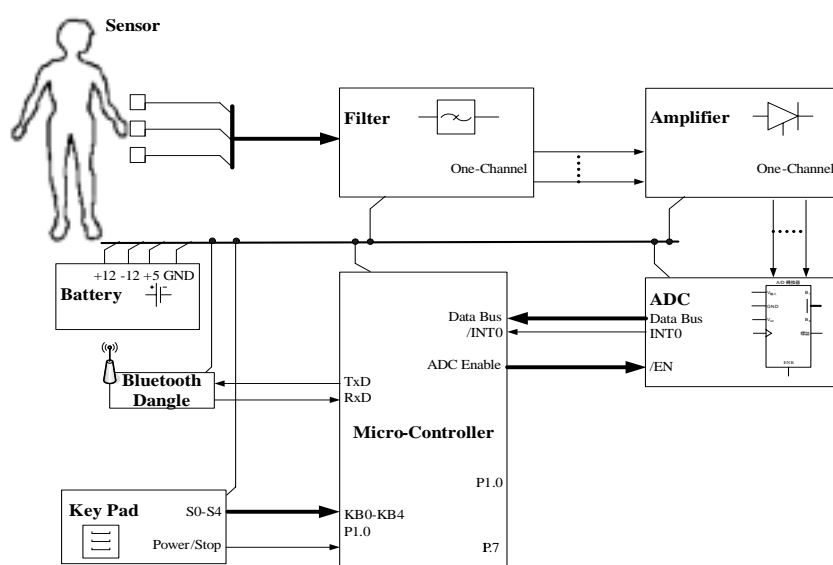 Sensor
Filter
One-Channel
Amplifier
One-Channel
+12 -12 +5 GND
Battery
Bluetooth
Dangle
Key Pad
S0-S4
Power/Stop
Data Bus
/INT0
ADC Enable
TxD
RxD
Micro-Controller
P1.0
KB0-KB4
P1.0
P.7
ADC
Data Bus
INT0
/EN
GND